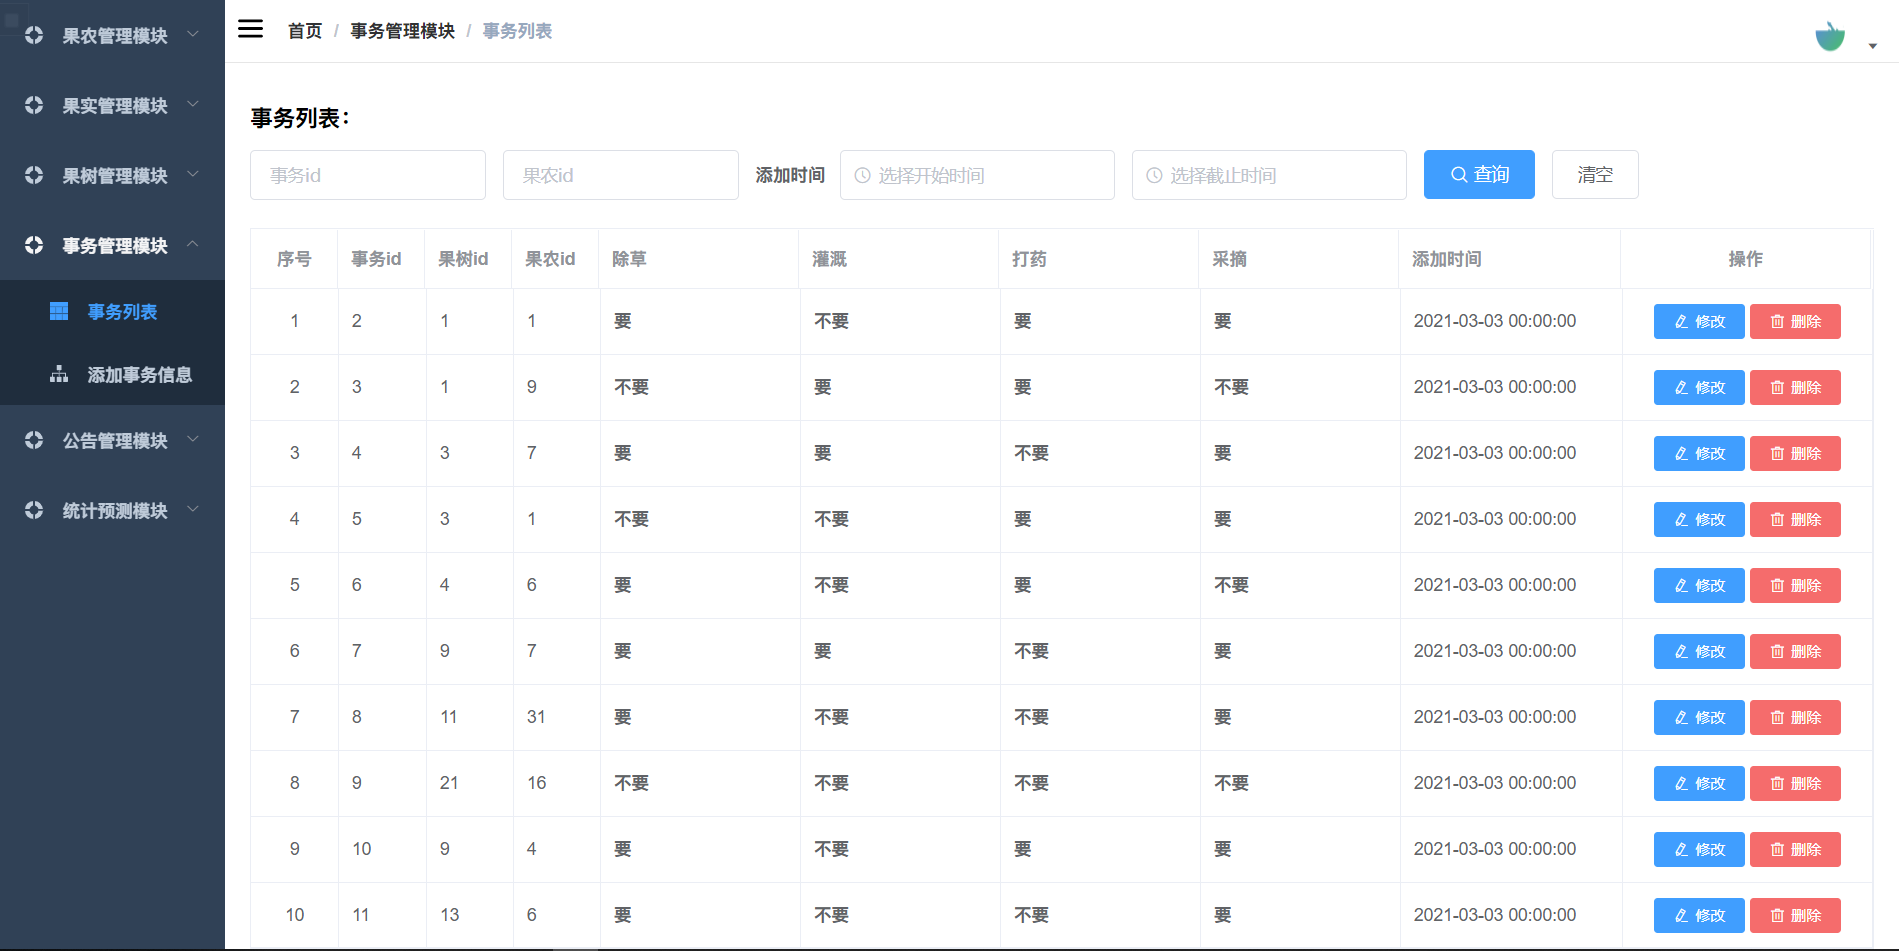 果农管理模块
果实管理模块
果树管理模块
事务管理模块
事务列表
添加事务信息
公告管理模块
统计预测模块
首页 / 事务管理模块 / 事务列表
事务列表：
事务id 果农id 添加时间 选择开始时间 选择截止时间 查询 清空
序号 事务id 果树id 果农id 除草 灌溉 打药 采摘 添加时间 操作
1 2 1 1 要 不要 要 要 2021-03-03 00:00:00 修改 删除
2 3 1 9 不要 要 要 不要 2021-03-03 00:00:00 修改 删除
3 4 3 7 要 要 不要 要 2021-03-03 00:00:00 修改 删除
4 5 3 1 不要 不要 要 要 2021-03-03 00:00:00 修改 删除
5 6 4 6 要 不要 要 不要 2021-03-03 00:00:00 修改 删除
6 7 9 7 要 要 不要 要 2021-03-03 00:00:00 修改 删除
7 8 11 31 要 不要 不要 要 2021-03-03 00:00:00 修改 删除
8 9 21 16 不要 不要 不要 不要 2021-03-03 00:00:00 修改 删除
9 10 9 4 要 不要 要 要 2021-03-03 00:00:00 修改 删除
10 11 13 6 要 不要 不要 要 2021-03-03 00:00:00 修改 删除